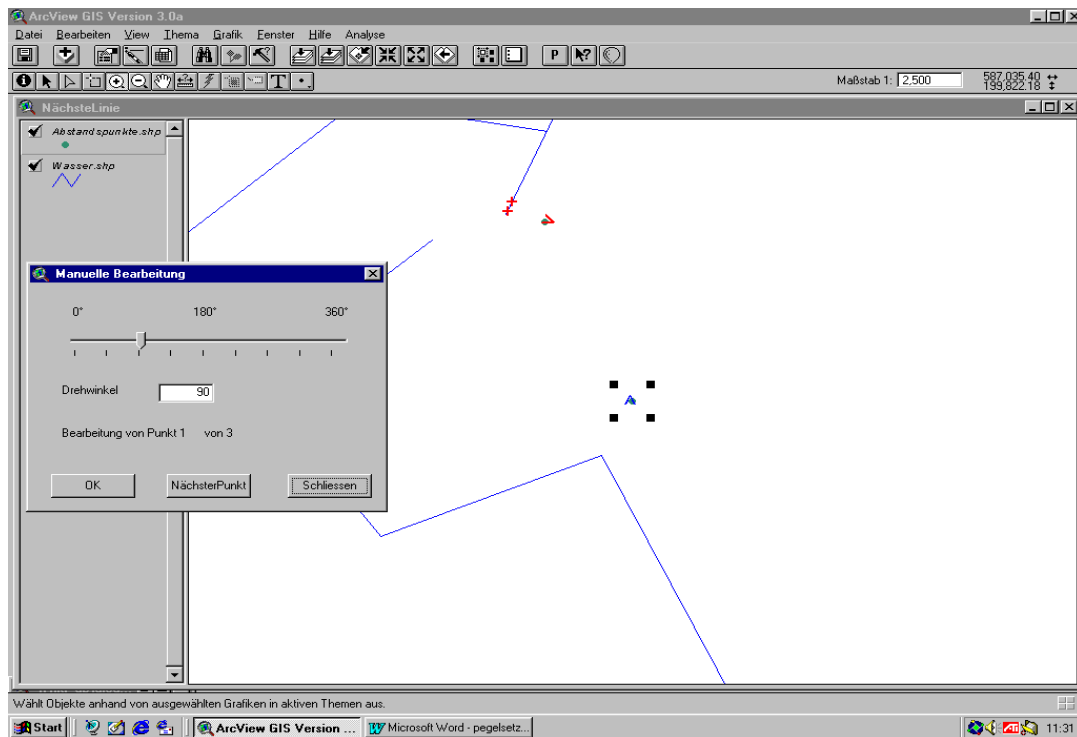 ArcView GIS Version 3.0a
Datei Bearbeiten View Thema Grafik Fenster Hilfe Analyse
P
T
Maßstab 1: 2,500
587,035.40
199,822.18
NächsteLinie
Abstandspunkte.shp
Wasser.shp
Manuelle Bearbeitung
0° 180° 360°
Drehwinkel 90
Bearbeitung von Punkt 1 von 3
OK NächsterPunkt Schliessen
A
A
Wählt Objekte anhand von ausgewählten Grafiken in aktiven Themen aus.
Start ArcView GIS Version ... Microsoft Word - pegelsetz... 11:31